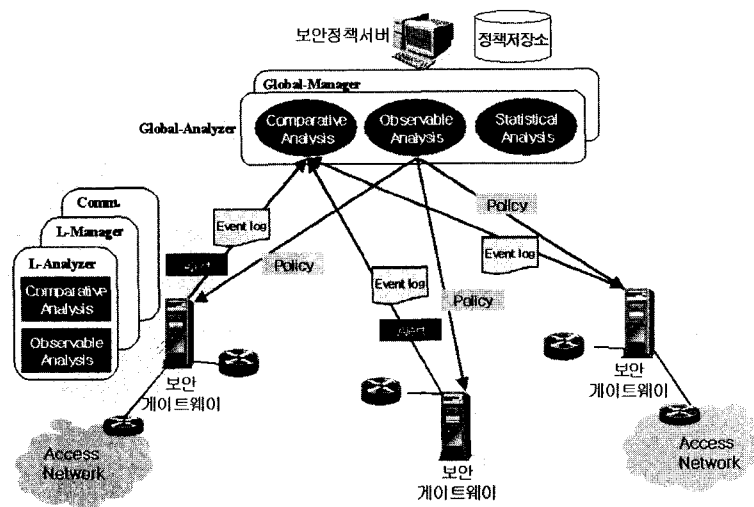 보안정책서버
정책저장소
Global-Manager
Global-Analyzer
Comparative
Analysis
Observable
Analysis
Statistical
Analysis
Comm.
L-Manager
L-Analyzer
Comparative
Analysis
Observable
Analysis
Event log
Alert
Policy
Event log
Alert
Policy
Policy
Event log
보안
게이트웨이
보안
게이트웨이
보안
게이트웨이
Access
Network
Access
Network